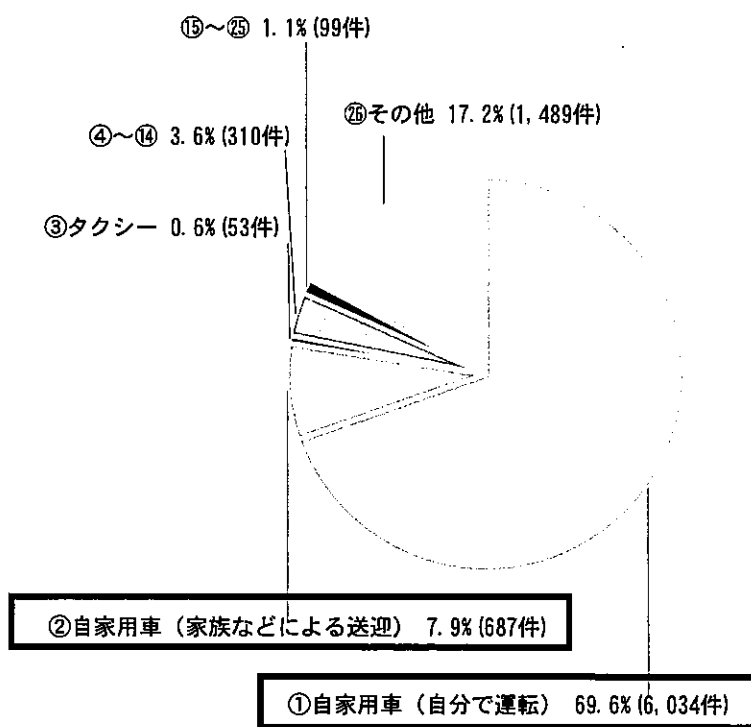 ⑮～㉕ 1.1%(99件)
㉖その他 17.2%(1,489件)
④～⑭ 3.6%(310件)
③タクシー 0.6%(53件)
②自家用車（家族などによる送迎） 7.9%(687件)
①自家用車（自分で運転） 69.6%(6,034件)